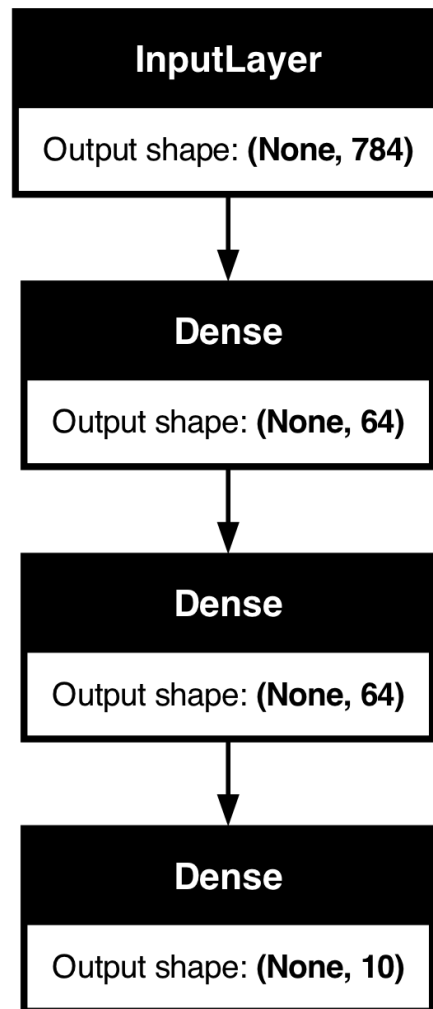 InputLayer
Output shape: (None, 784)
Dense
Output shape: (None, 64)
Dense
Output shape: (None, 64)
Dense
Output shape: (None, 10)